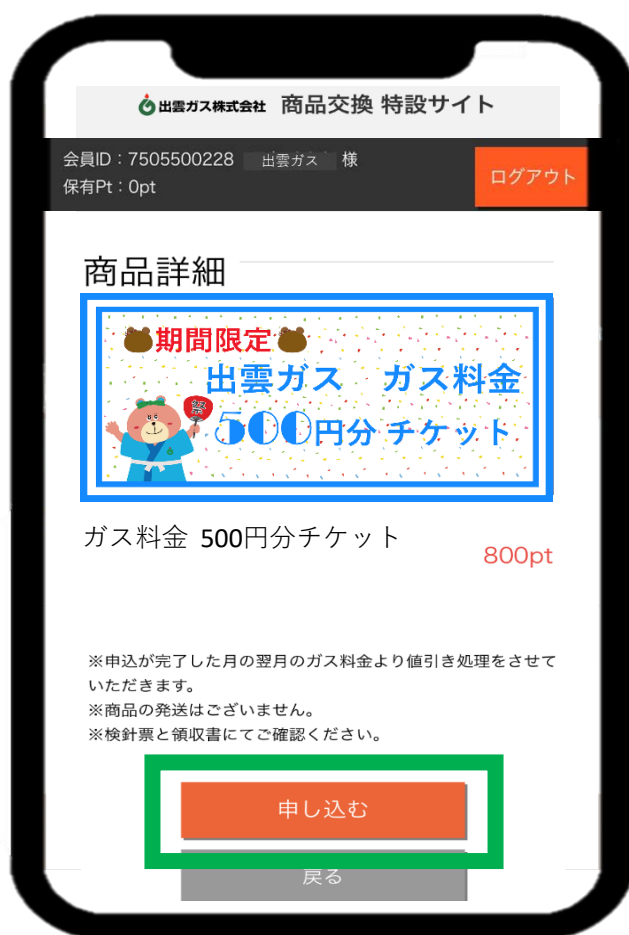 出雲ガス株式会社 商品交換 特設サイト
会員ID：7505500228 出雲ガス 様
保有Pt：0pt
ログアウト
商品詳細
期間限定
出雲ガス ガス料金
祭
500円分 チケット
ガス料金 500円分チケット
800pt
※申込が完了した月の翌月のガス料金より値引き処理をさせて
いただきます。
※商品の発送はございません。
※検針票と領収書にてご確認ください。
申し込む
戻る